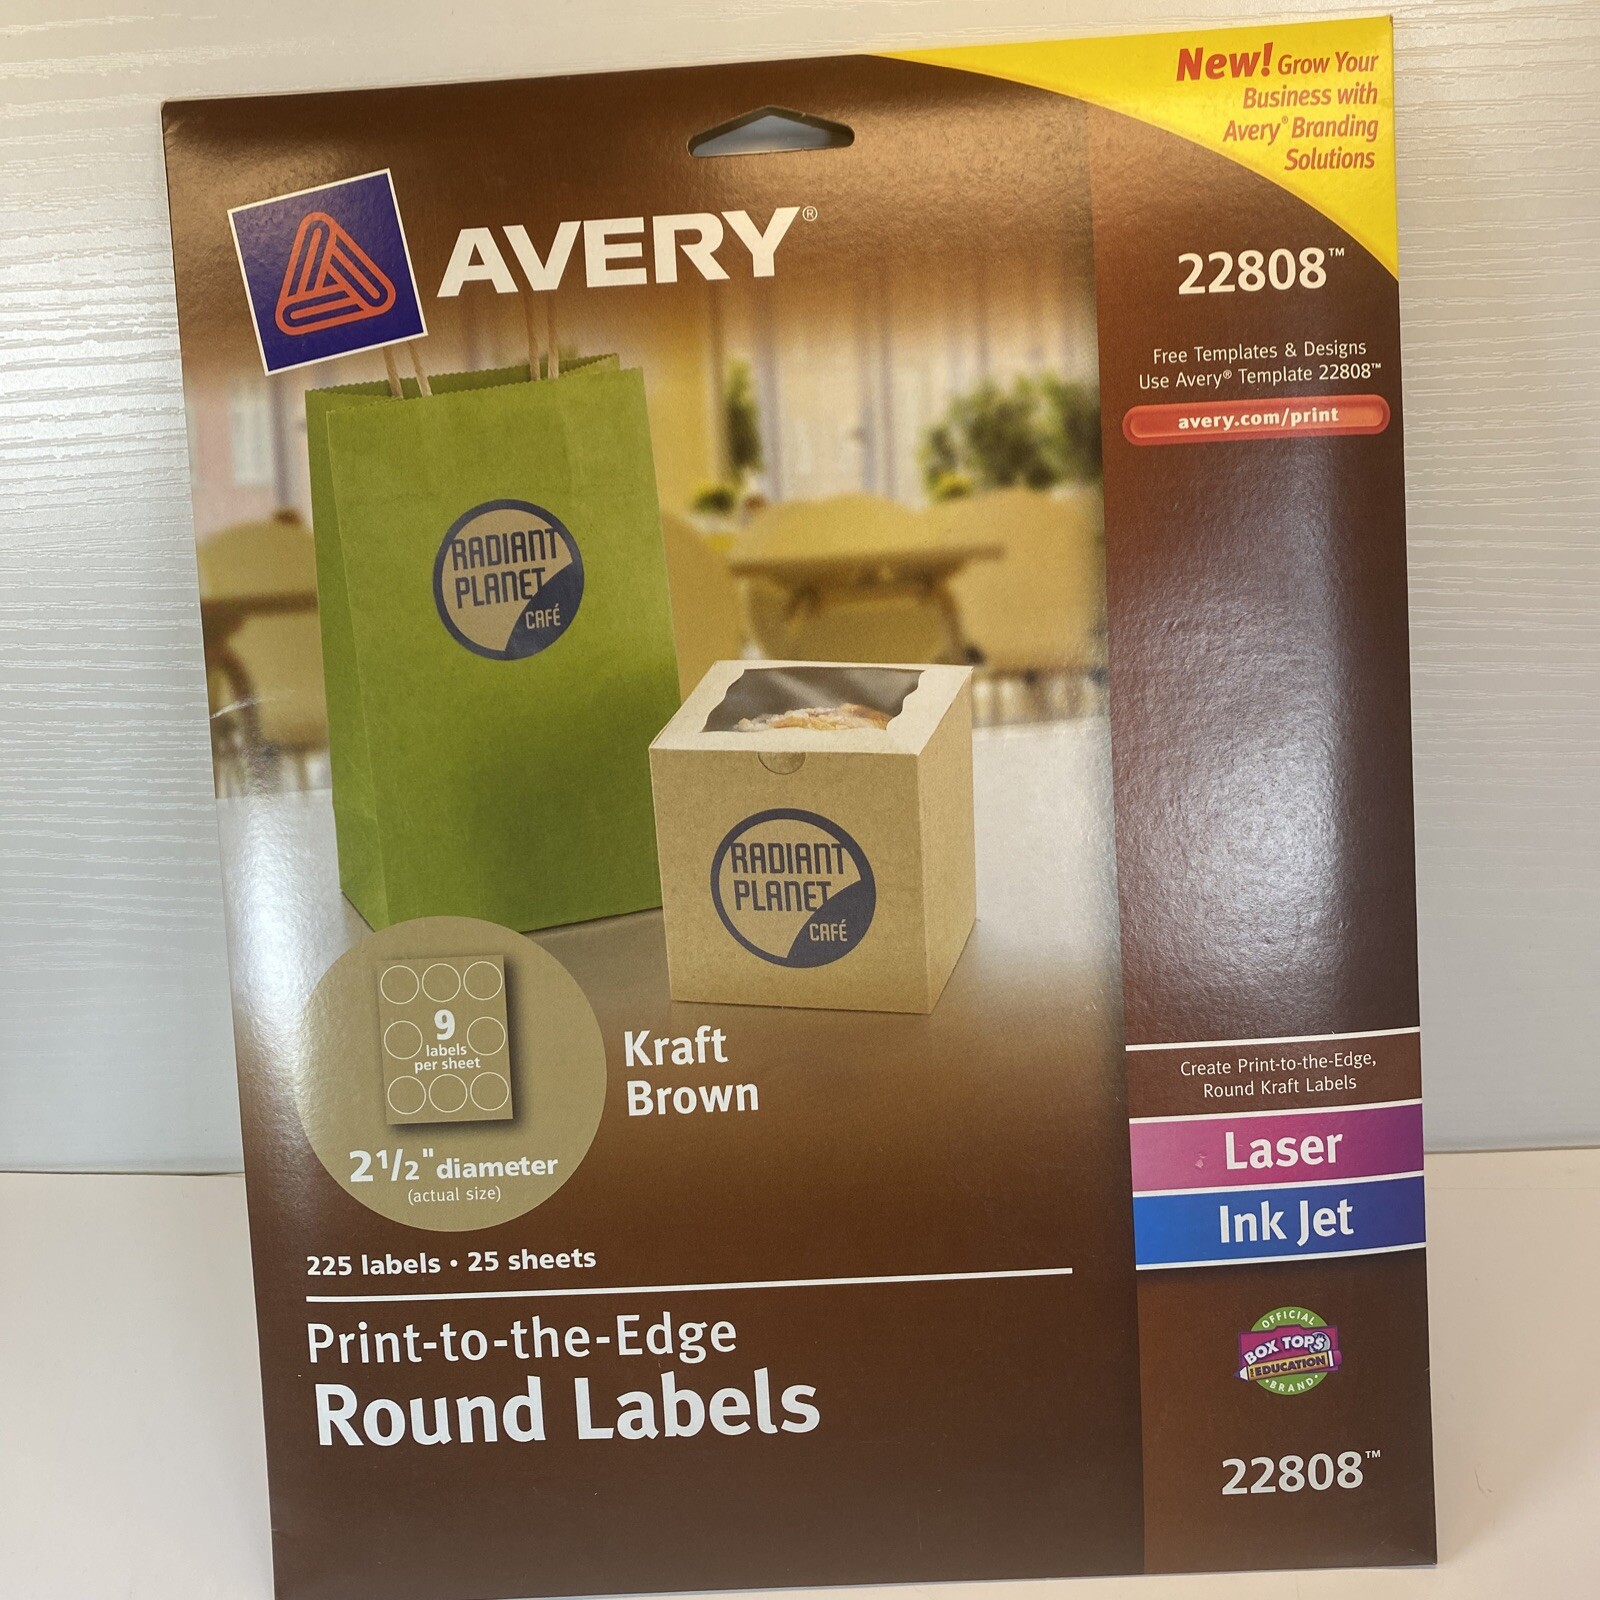 New! Grow Your
Business with
Avery® Branding
Solutions
AVERY®
22808™
Free Templates & Designs
Use Avery® Template 22808™
avery.com/print
RADIANT
PLANET
CAFÉ
RADIANT
PLANET
CAFÉ
9
labels
per sheet
2 1/2" diameter
(actual size)
Kraft
Brown
Create Print-to-the-Edge,
Round Kraft Labels
Laser
Ink Jet
225 labels • 25 sheets
Print-to-the-Edge
Round Labels
OFFICIAL
BOX TOPS
FOR EDUCATION
BRAND
22808™